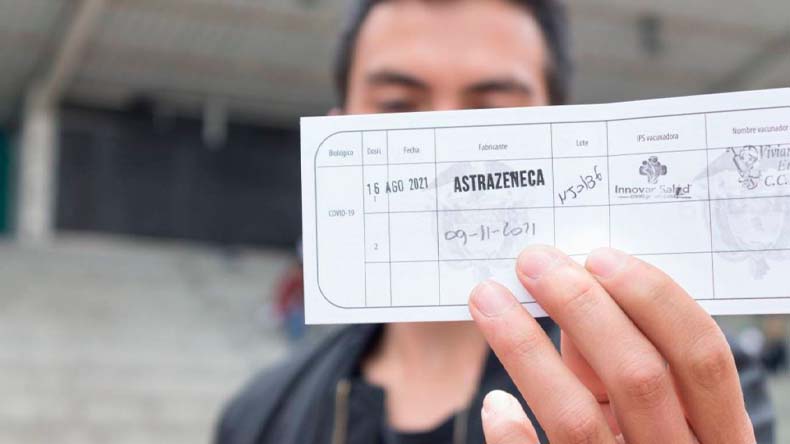 Biológico Dosis Fecha Fabricante Lote IPS vacunadora Nombre vacunador
16 AGO 2021 ASTRAZENECA Innovar Salud Vivian
1 C.C.
COVID-19
2 09-11-2021